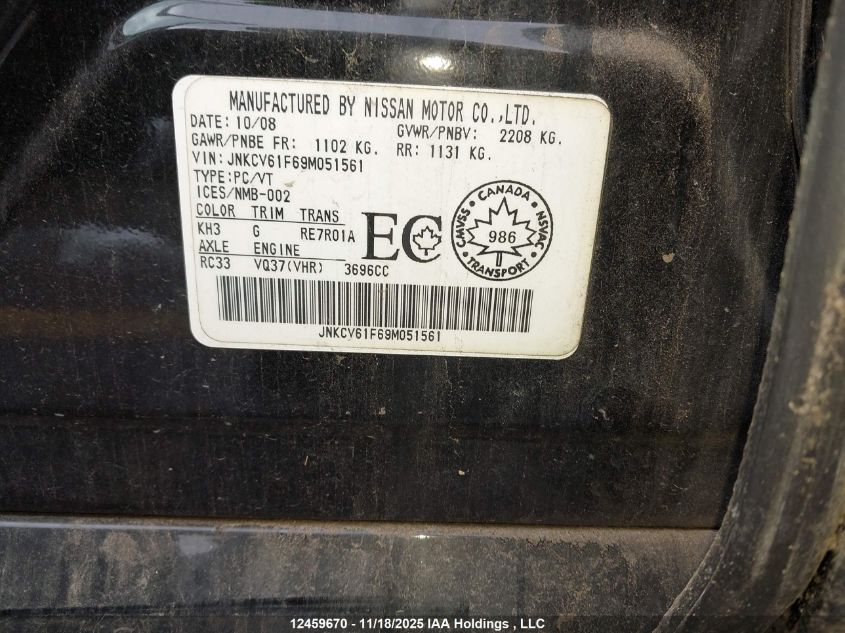 MANUFACTURED BY NISSAN MOTOR CO.,LTD.
DATE: 10/08 GVWR/PNBV: 2208 KG.
GAWR/PNBE FR: 1102 KG. RR: 1131 KG.
VIN: JNKCV61F69M051561
TYPE:PC/VT
ICES/NMB-002
COLOR TRIM TRANS
KH3 G RE7R01A
AXLE ENGINE
RC33 VQ37(VHR) 3696CC
EC
CMVSS CANADA NSVAC
986
TRANSPORT
JNKCV61F69M051561
12459670 - 11/18/2025 IAA Holdings , LLC